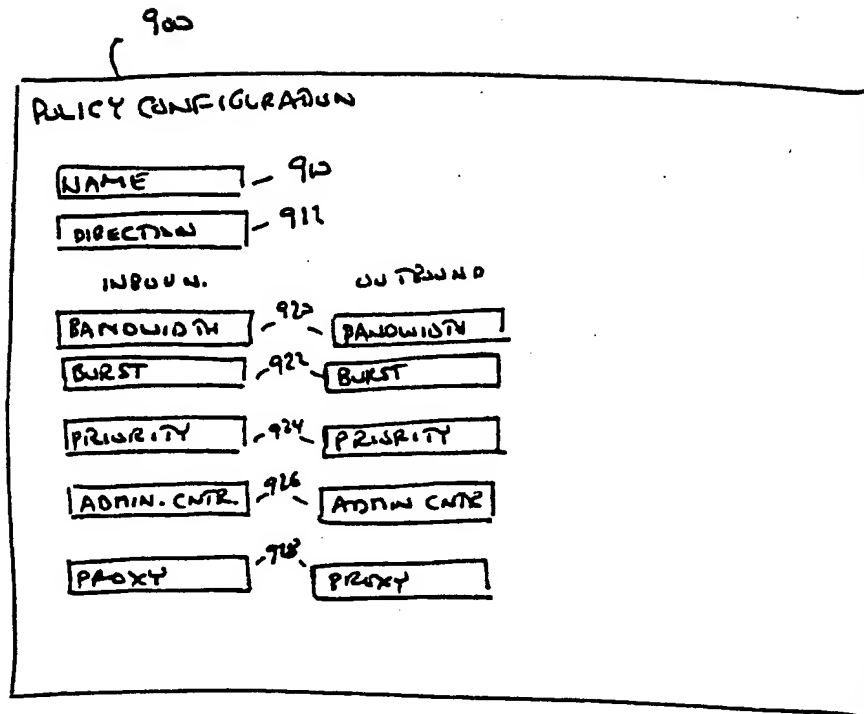 900
POLICY CONFIGURATION
NAME 910
DIRECTION 912
INBOUN. OUTBOUND
BANDWIDTH 920 BANDWIDTH
BURST 922 BURST
PRIORITY 924 PRIORITY
ADMIN. CNTR. 926 ADMIN CNTR
PROXY 928 PROXY